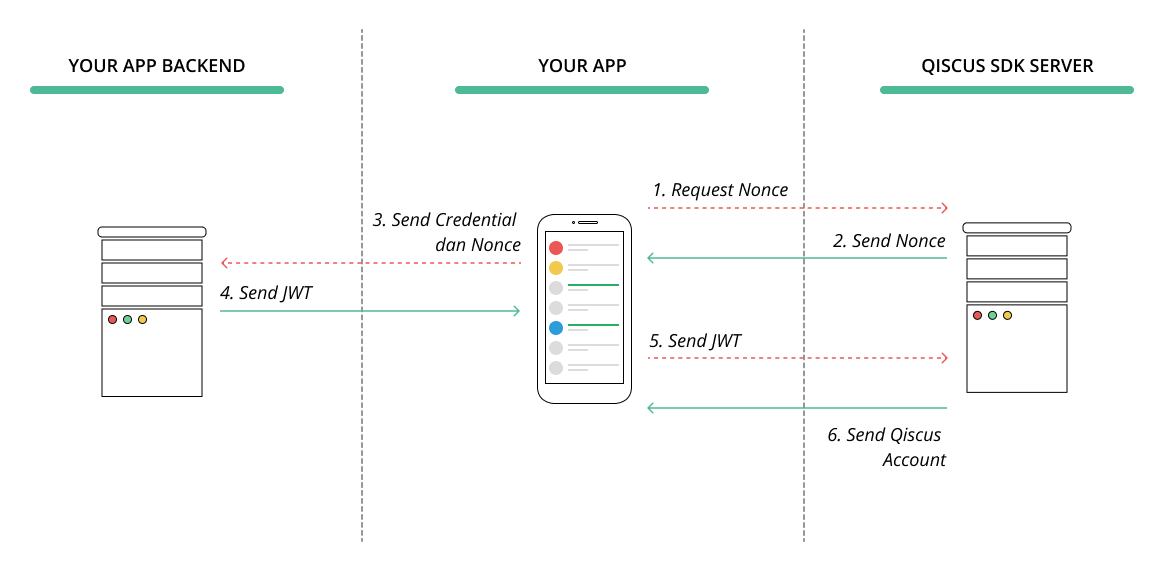 YOUR APP BACKEND
YOUR APP
QISCUS SDK SERVER
1. Request Nonce
2. Send Nonce
3. Send Credential
dan Nonce
4. Send JWT
5. Send JWT
6. Send Qiscus
Account